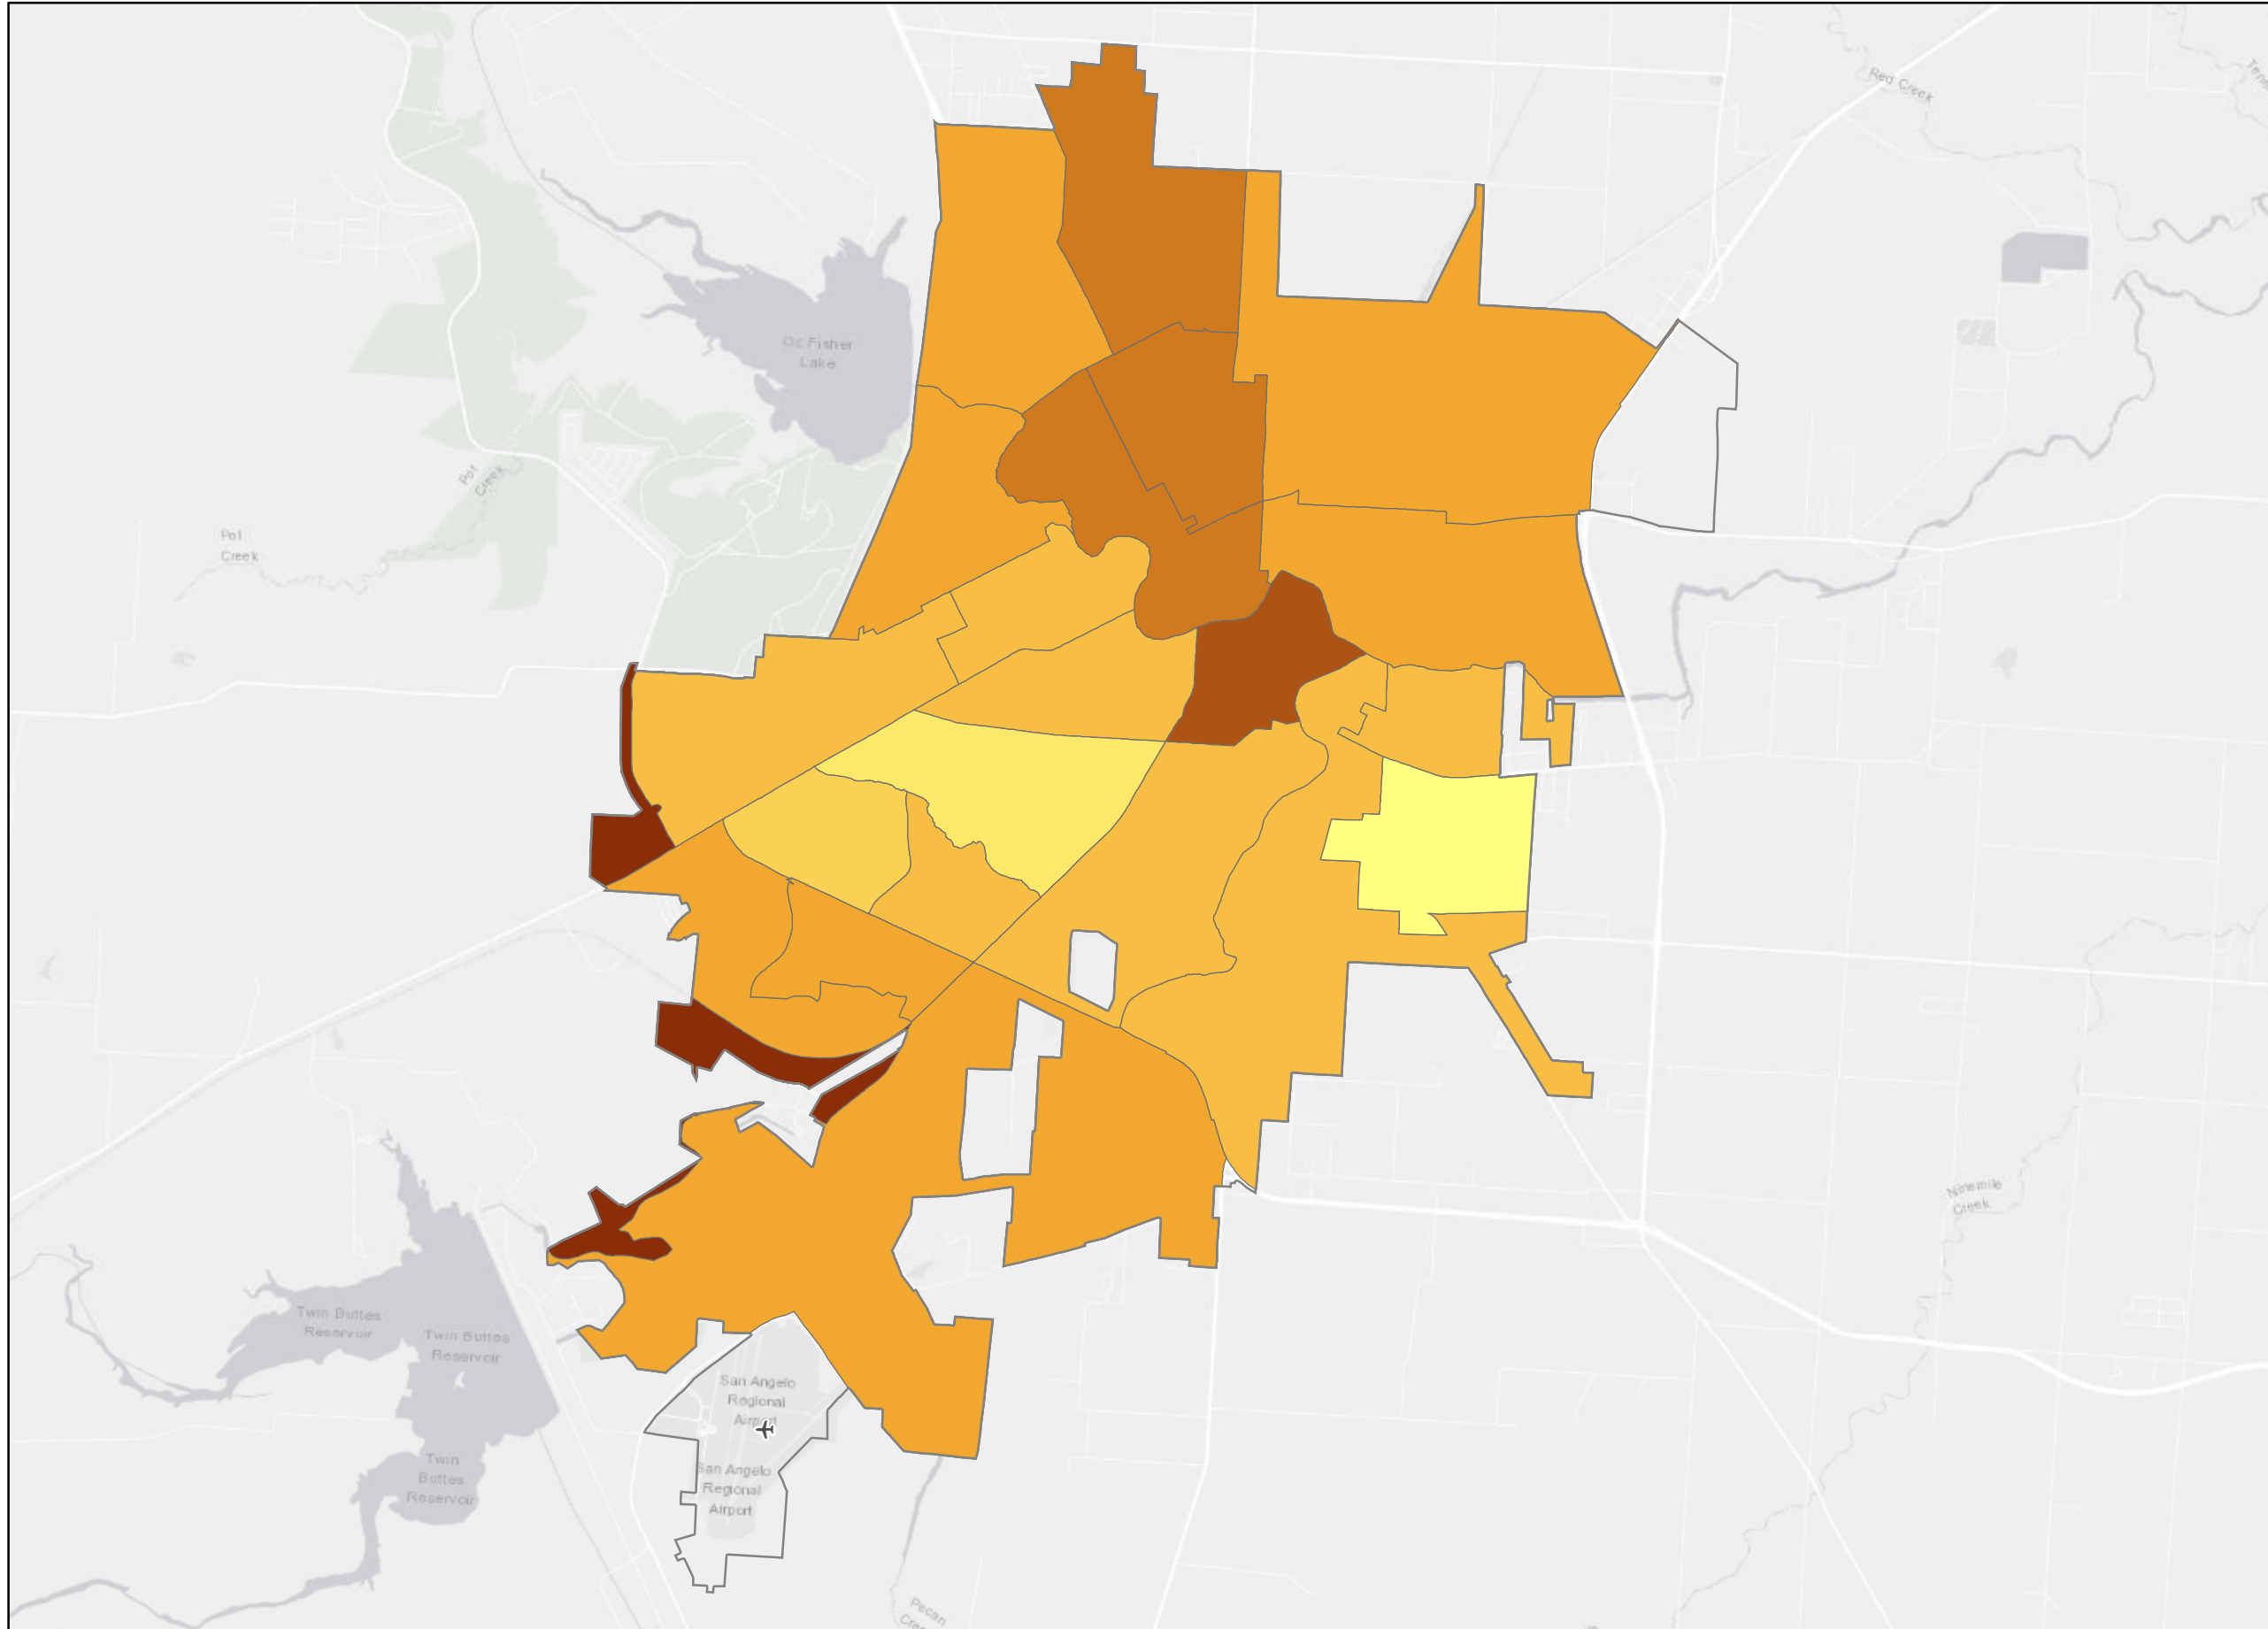 Red Creek
Oc Fisher
Lake
Pot
Creek
Pot
Creek
Ninemile
Creek
Twin Buttes
Reservoir
Twin Buttes
Reservoir
San Angelo
Regional
Airport
Twin
Buttes
Reservoir
San Angelo
Regional
Airport
Pecan